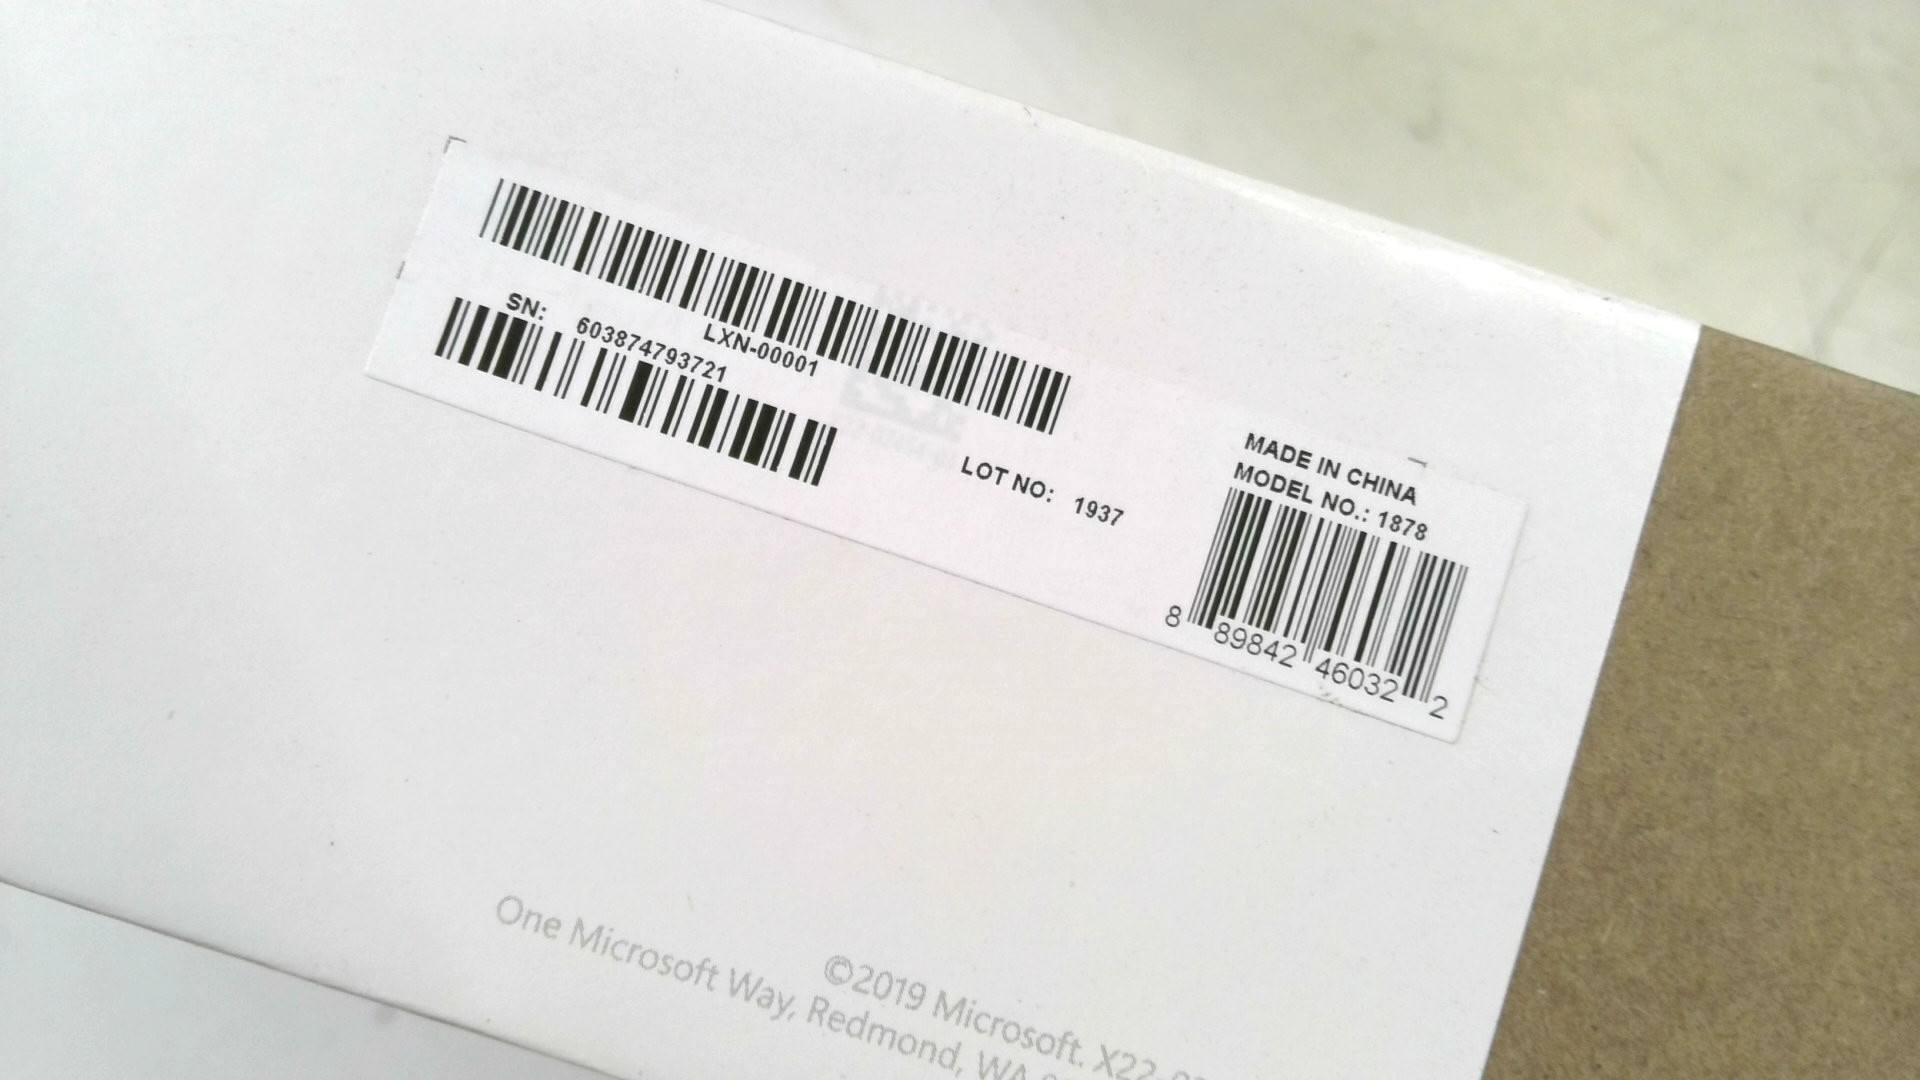 LXN-00001
SN: 603874793721
LOT NO: 1937
MADE IN CHINA
MODEL NO.: 1878
8 89842 46032 2
©2019 Microsoft. X22-
One Microsoft Way, Redmond, WA